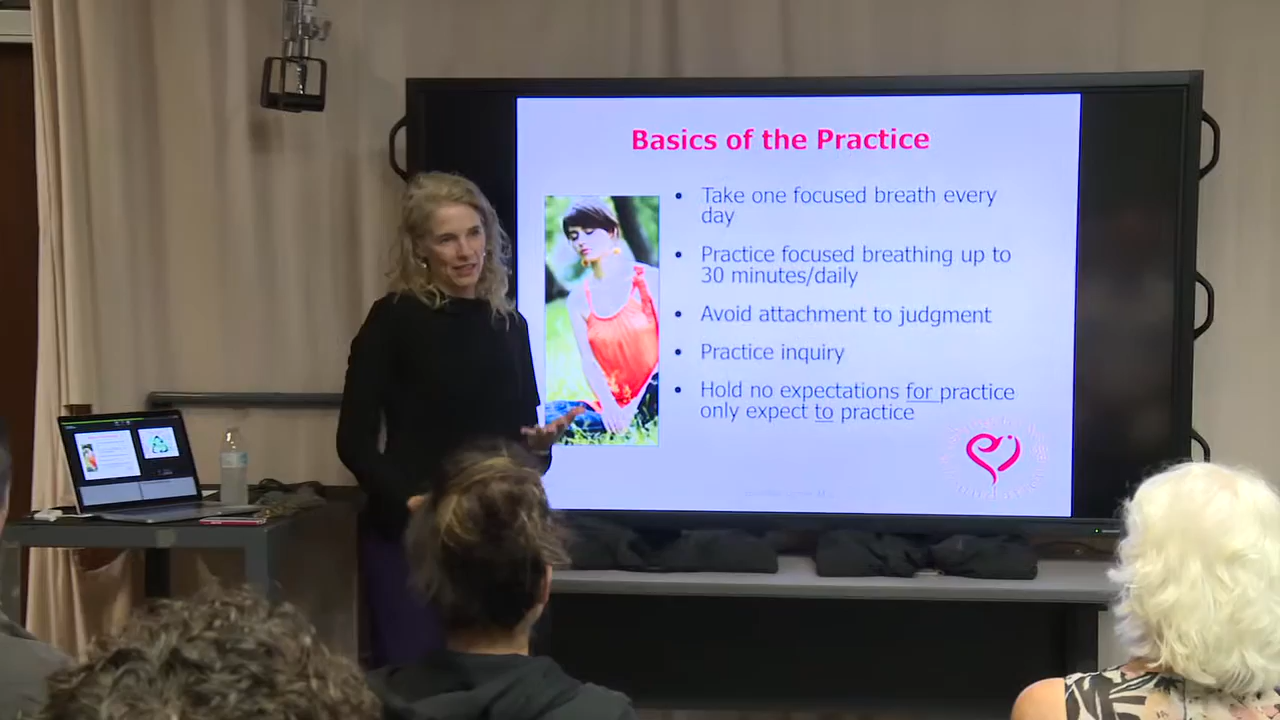 Basics of the Practice
• Take one focused breath every
day
• Practice focused breathing up to
30 minutes/daily
• Avoid attachment to judgment
• Practice inquiry
• Hold no expectations for practice
only expect to practice